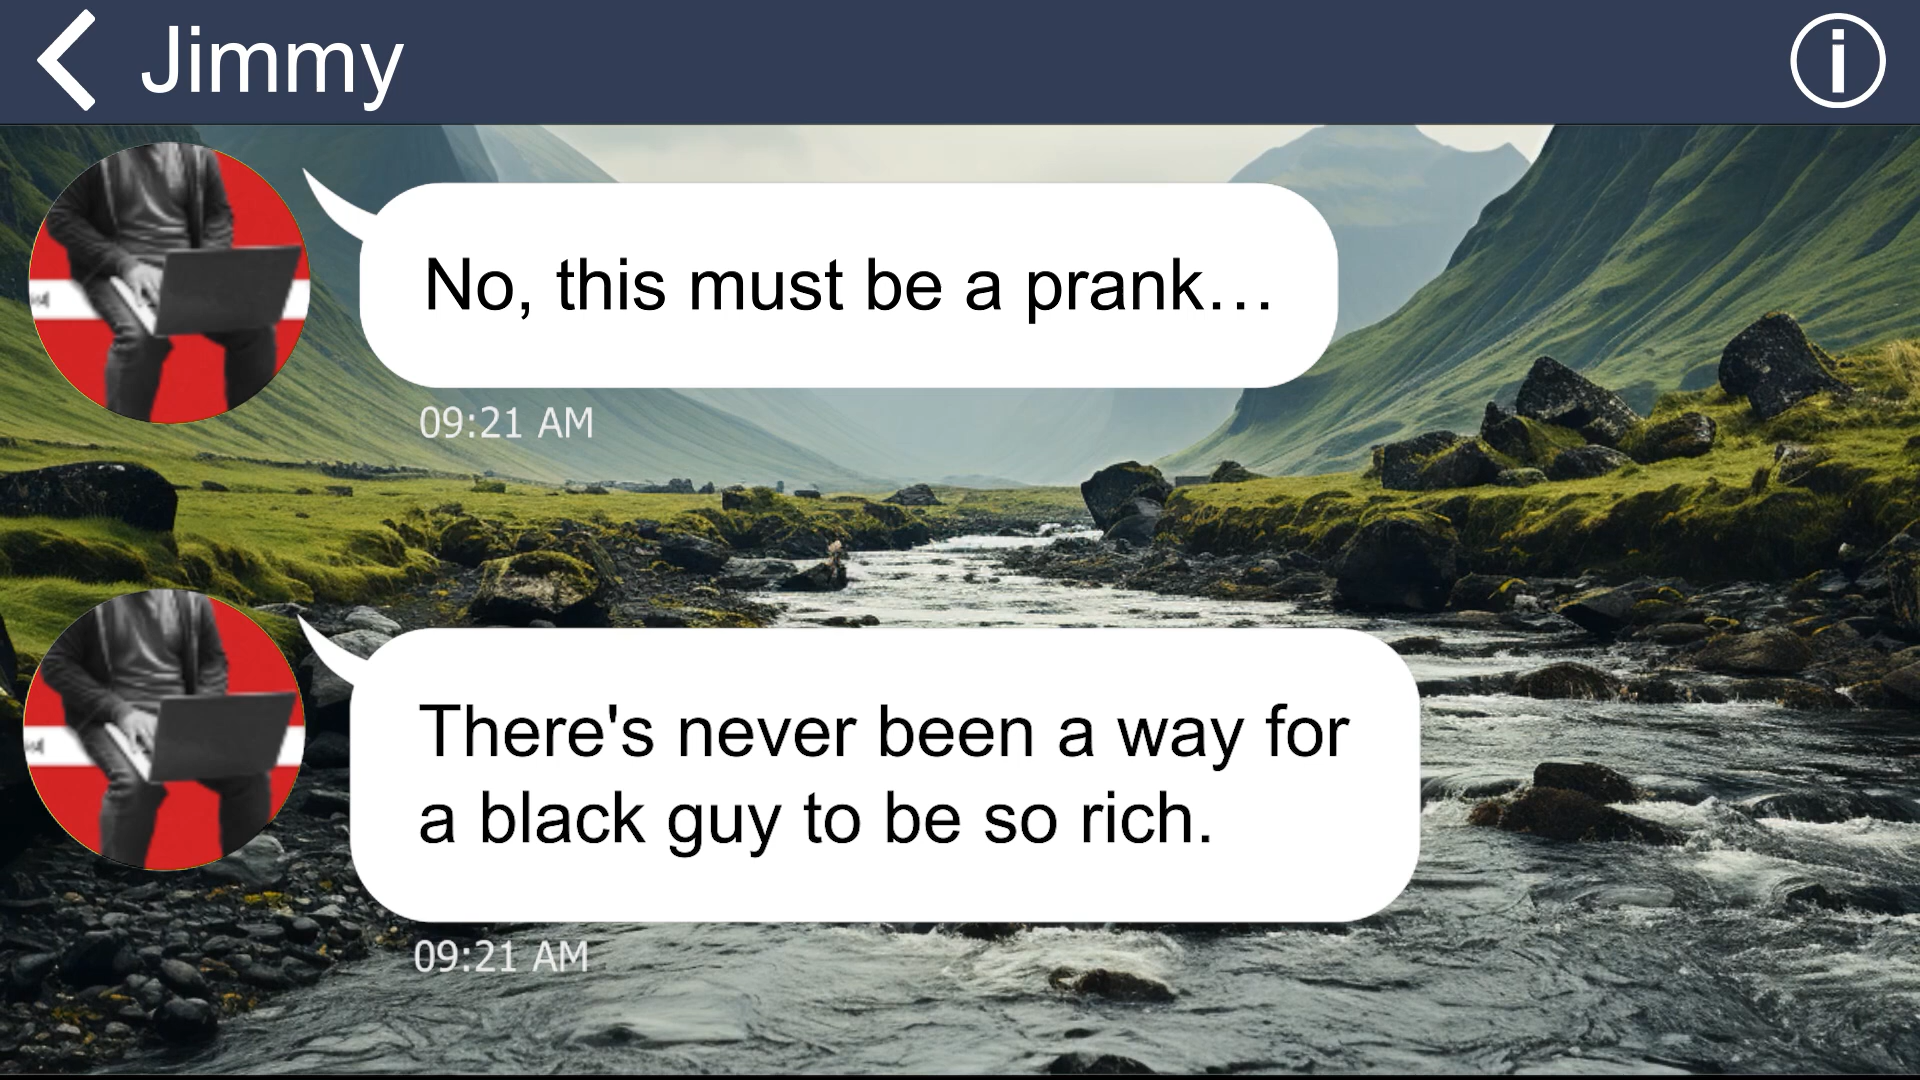 Jimmy
No, this must be a prank…
09:21 AM
There's never been a way for
a black guy to be so rich.
09:21 AM